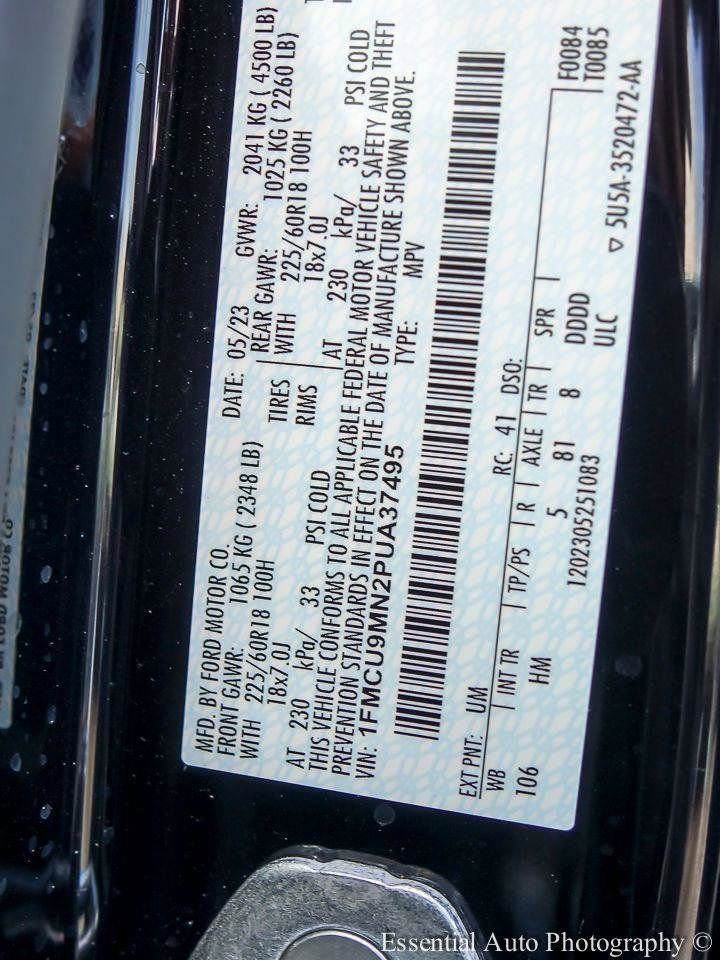 MFD. BY FORD MOTOR CO.
DATE: 05/23 GVWR: 2041 KG ( 4500 LB)
FRONT GAWR: 1065 KG ( 2348 LB) REAR GAWR: 1025 KG ( 2260 LB)
WITH 225/60R18 100H TIRES WITH 225/60R18 100H
18x7.0J RIMS 18x7.0J
AT 230 kPa/ 33 PSI COLD AT 230 kPa/ 33 PSI COLD
THIS VEHICLE CONFORMS TO ALL APPLICABLE FEDERAL MOTOR VEHICLE SAFETY AND THEFT
PREVENTION STANDARDS IN EFFECT ON THE DATE OF MANUFACTURE SHOWN ABOVE.
VIN: 1FMCU9MN2PUA37495 TYPE: MPV
EXT PNT: UM RC: 41 DSO: F0084
WB INT TR TP/PS R AXLE TR SPR T0085
106 HM 5 81 8 DDDD
1202305251083 ULC 5U5A-3520472-AA
Essential Auto Photography ©